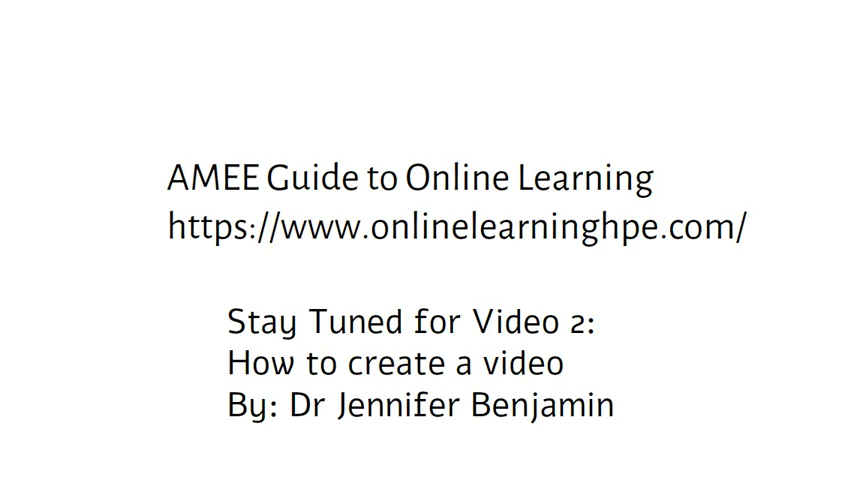 AMEE Guide to Online Learning
https://www.onlinelearninghpe.com/
Stay Tuned for Video 2:
How to create a video
By: Dr Jennifer Benjamin